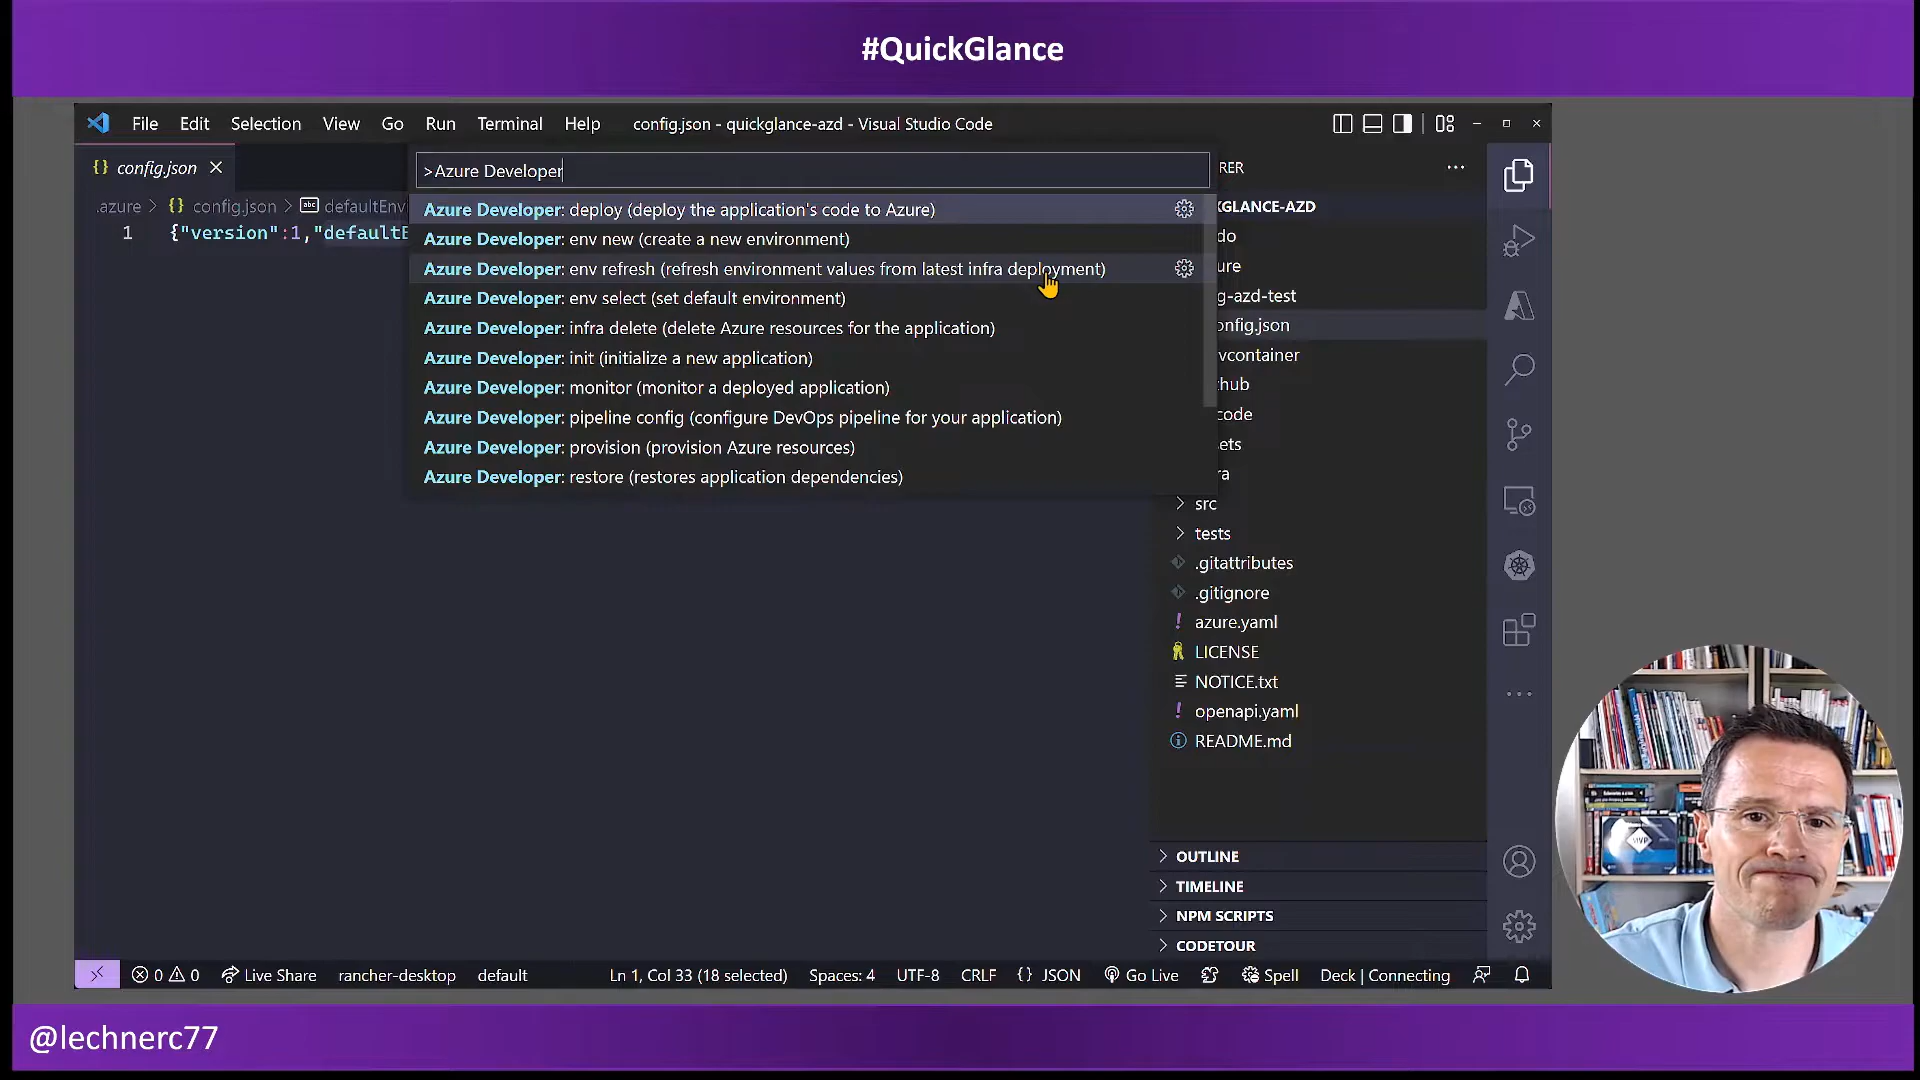 #QuickGlance
File Edit Selection View Go Run Terminal Help config.json - quickglance-azd - Visual Studio Code
{} config.json
>Azure Developer
RER
.azure > {} config.json > defaultEnv
KGLANCE-AZD
1 {"version":1,"defaultE
Azure Developer: deploy (deploy the application's code to Azure)
Azure Developer: env new (create a new environment)
do
Azure Developer: env refresh (refresh environment values from latest infra deployment)
ure
Azure Developer: env select (set default environment)
g-azd-test
Azure Developer: infra delete (delete Azure resources for the application)
onfig.json
Azure Developer: init (initialize a new application)
vcontainer
Azure Developer: monitor (monitor a deployed application)
hub
Azure Developer: pipeline config (configure DevOps pipeline for your application)
code
Azure Developer: provision (provision Azure resources)
ets
Azure Developer: restore (restores application dependencies)
ra
> src
> tests
.gitattributes
.gitignore
! azure.yaml
LICENSE
NOTICE.txt
! openapi.yaml
README.md
> OUTLINE
> TIMELINE
> NPM SCRIPTS
> CODETOUR
0 0 Live Share rancher-desktop default Ln 1, Col 33 (18 selected) Spaces: 4 UTF-8 CRLF {} JSON Go Live Spell Deck | Connecting
@lechnerc77